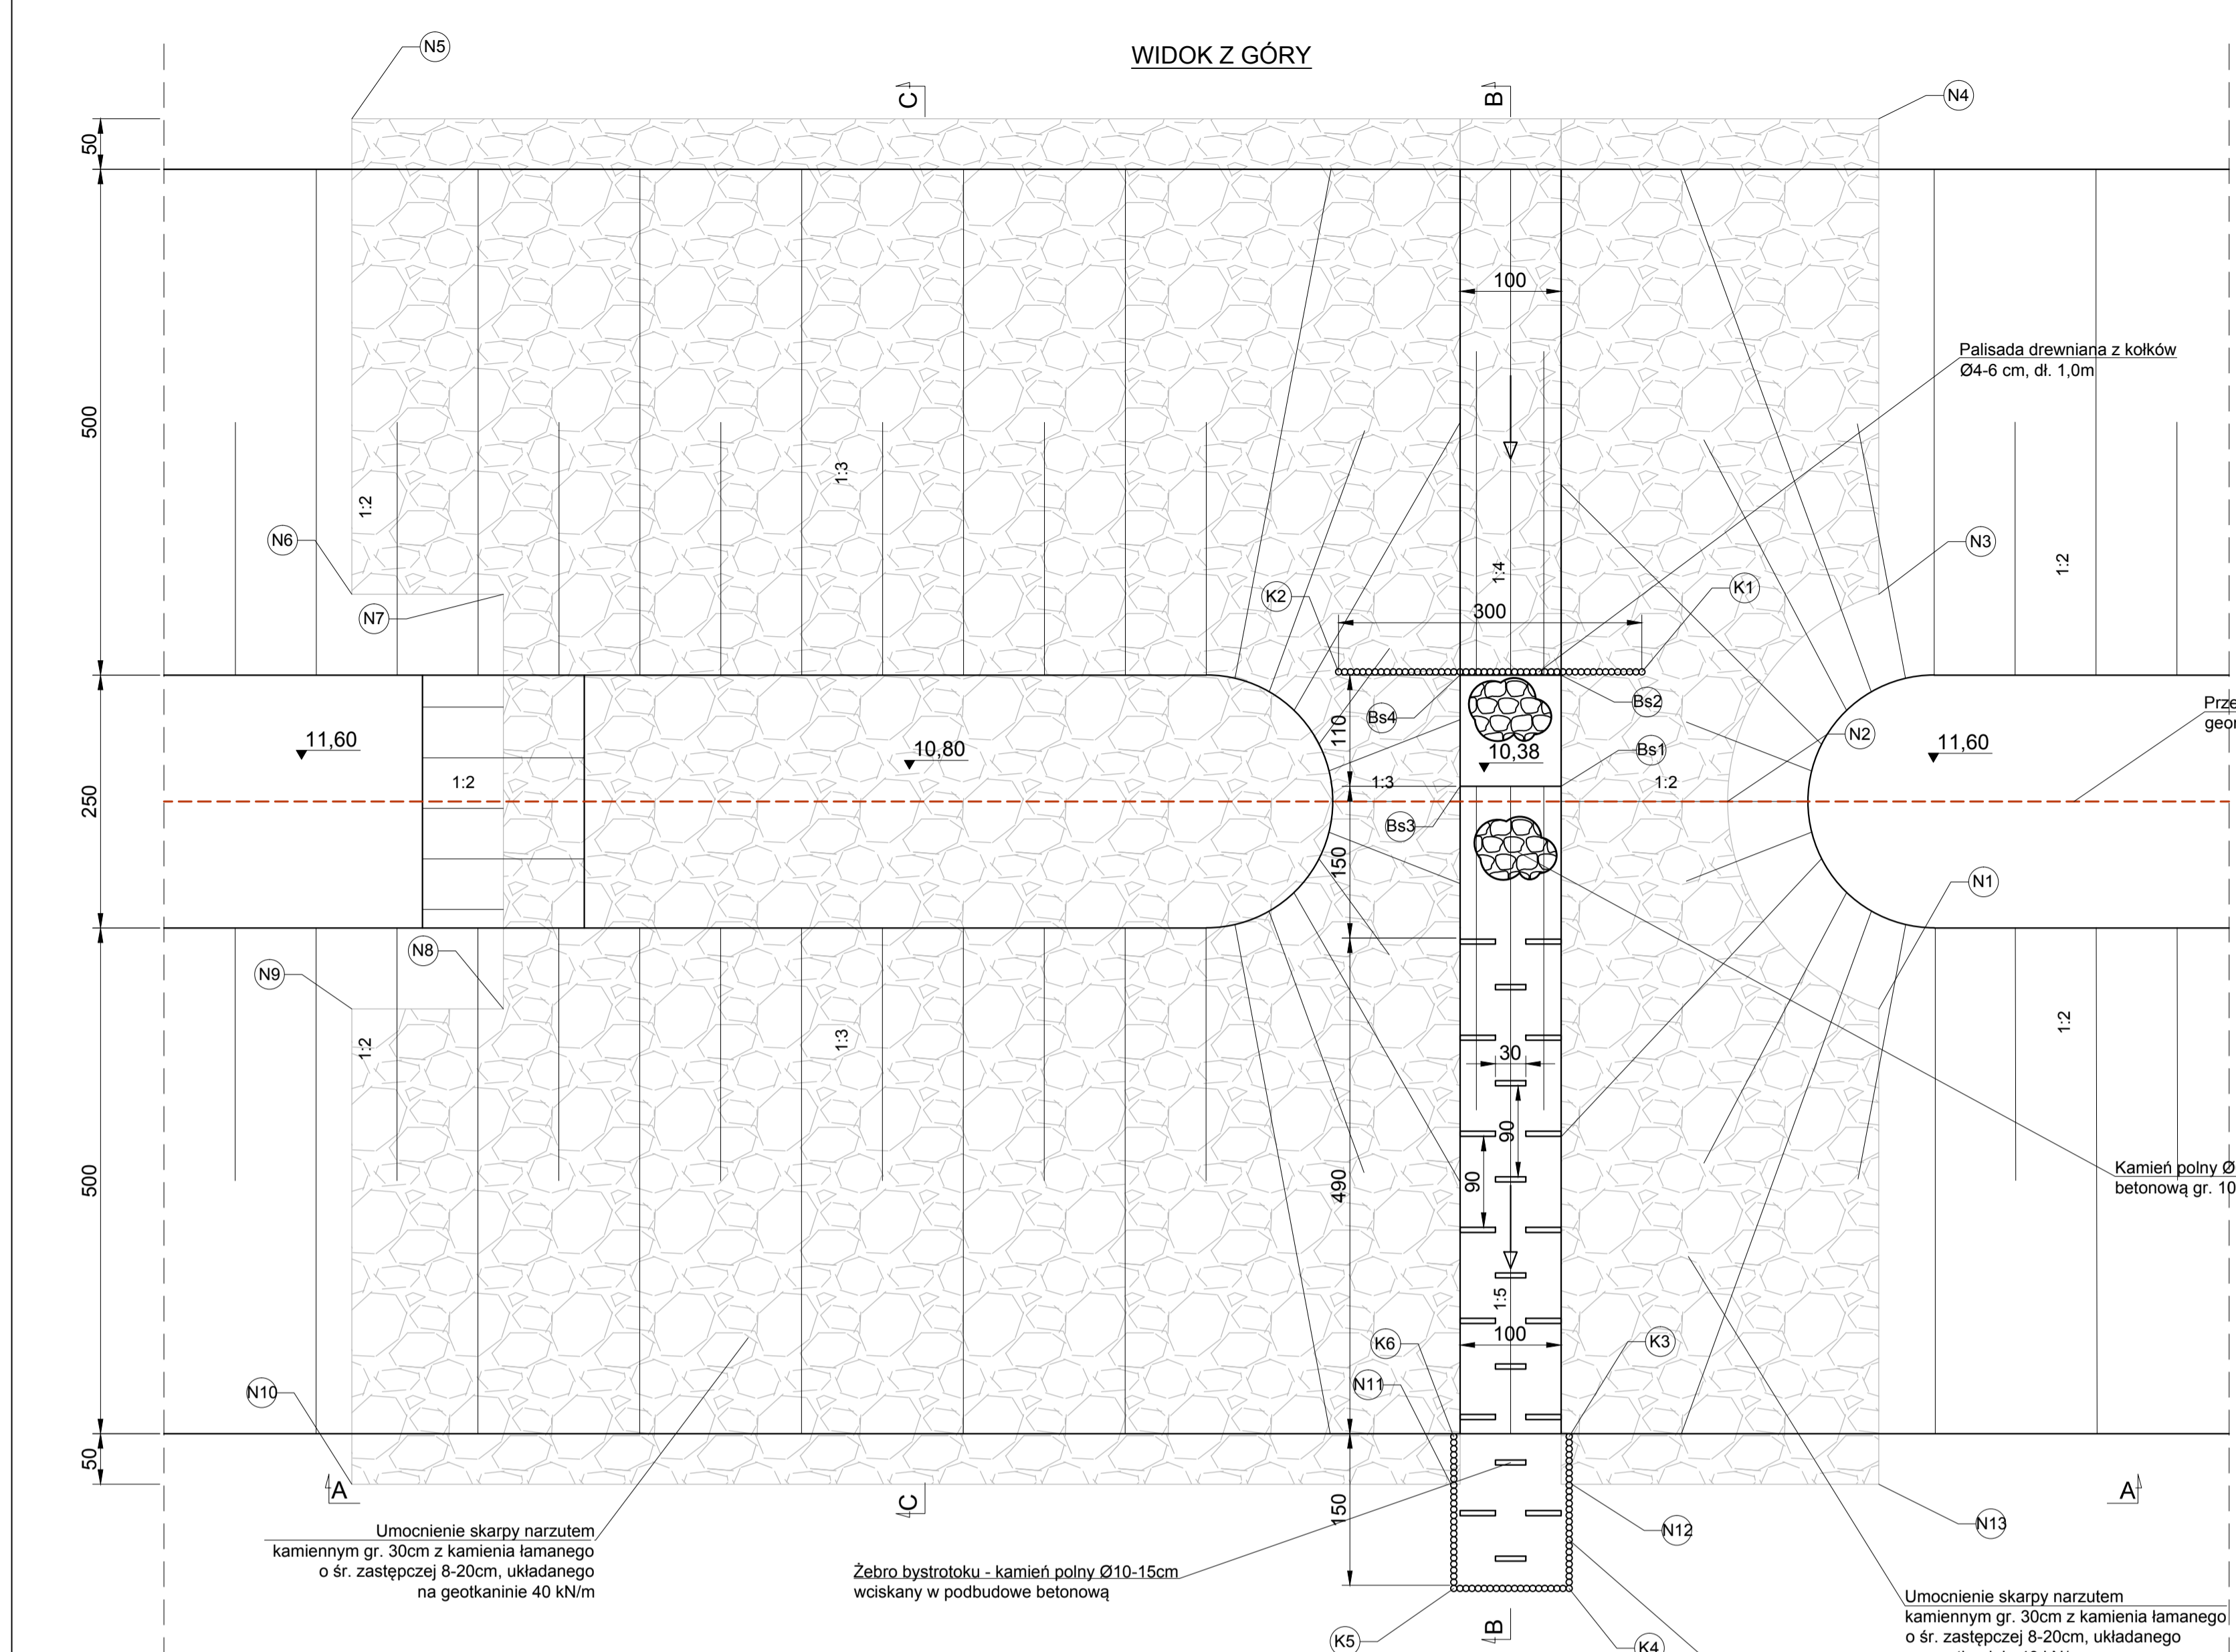 WIDOK Z GÓRY
N5
C
B
N4
50
500
100
Palisada drewniana z kołków
Ø4-6 cm, dł. 1,0m
1:2
1:3
1:4
1:2
N6
N3
N7
K2
K1
300
250
11,60
1:2
10,80
Bs4
110
Bs2
10,38
Bs1
N2
11,60
1:3
1:2
Bs3
150
N1
N8
N9
1:2
1:3
1:2
30
500
90
90
490
Kamień polny Ø
betonową gr. 10
1:5
100
K6
K3
N10
N11
50
A
C
150
A
N12
N13
Umocnienie skarpy narzutem
kamiennym gr. 30cm z kamienia łamanego
o śr. zastępczej 8-20cm, układanego
na geotkaninie 40 kN/m
Żebro bystrotoku - kamień polny Ø10-15cm
wciskany w podbudowe betonową
Umocnienie skarpy narzutem
kamiennym gr. 30cm z kamienia łamanego
o śr. zastępczej 8-20cm, układanego
B
K5
K4